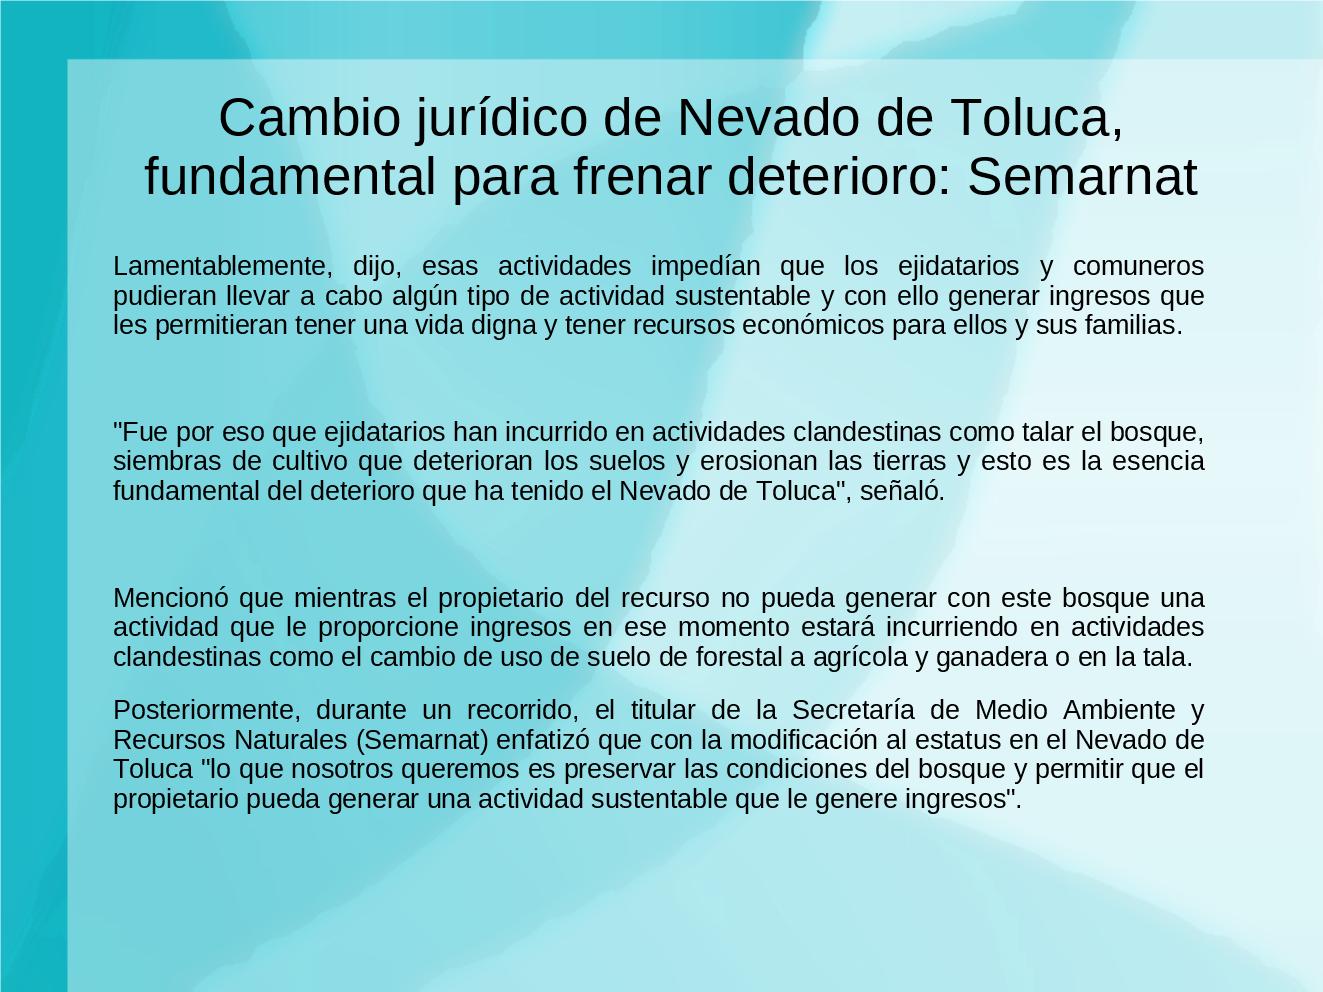 Cambio jurídico de Nevado de Toluca,
fundamental para frenar deterioro: Semarnat
Lamentablemente, dijo, esas actividades impedían que los ejidatarios y comuneros
pudieran llevar a cabo algún tipo de actividad sustentable y con ello generar ingresos que
les permitieran tener una vida digna y tener recursos económicos para ellos y sus familias.
"Fue por eso que ejidatarios han incurrido en actividades clandestinas como talar el bosque,
siembras de cultivo que deterioran los suelos y erosionan las tierras y esto es la esencia
fundamental del deterioro que ha tenido el Nevado de Toluca", señaló.
Mencionó que mientras el propietario del recurso no pueda generar con este bosque una
actividad que le proporcione ingresos en ese momento estará incurriendo en actividades
clandestinas como el cambio de uso de suelo de forestal a agrícola y ganadera o en la tala.
Posteriormente, durante un recorrido, el titular de la Secretaría de Medio Ambiente y
Recursos Naturales (Semarnat) enfatizó que con la modificación al estatus en el Nevado de
Toluca "lo que nosotros queremos es preservar las condiciones del bosque y permitir que el
propietario pueda generar una actividad sustentable que le genere ingresos".